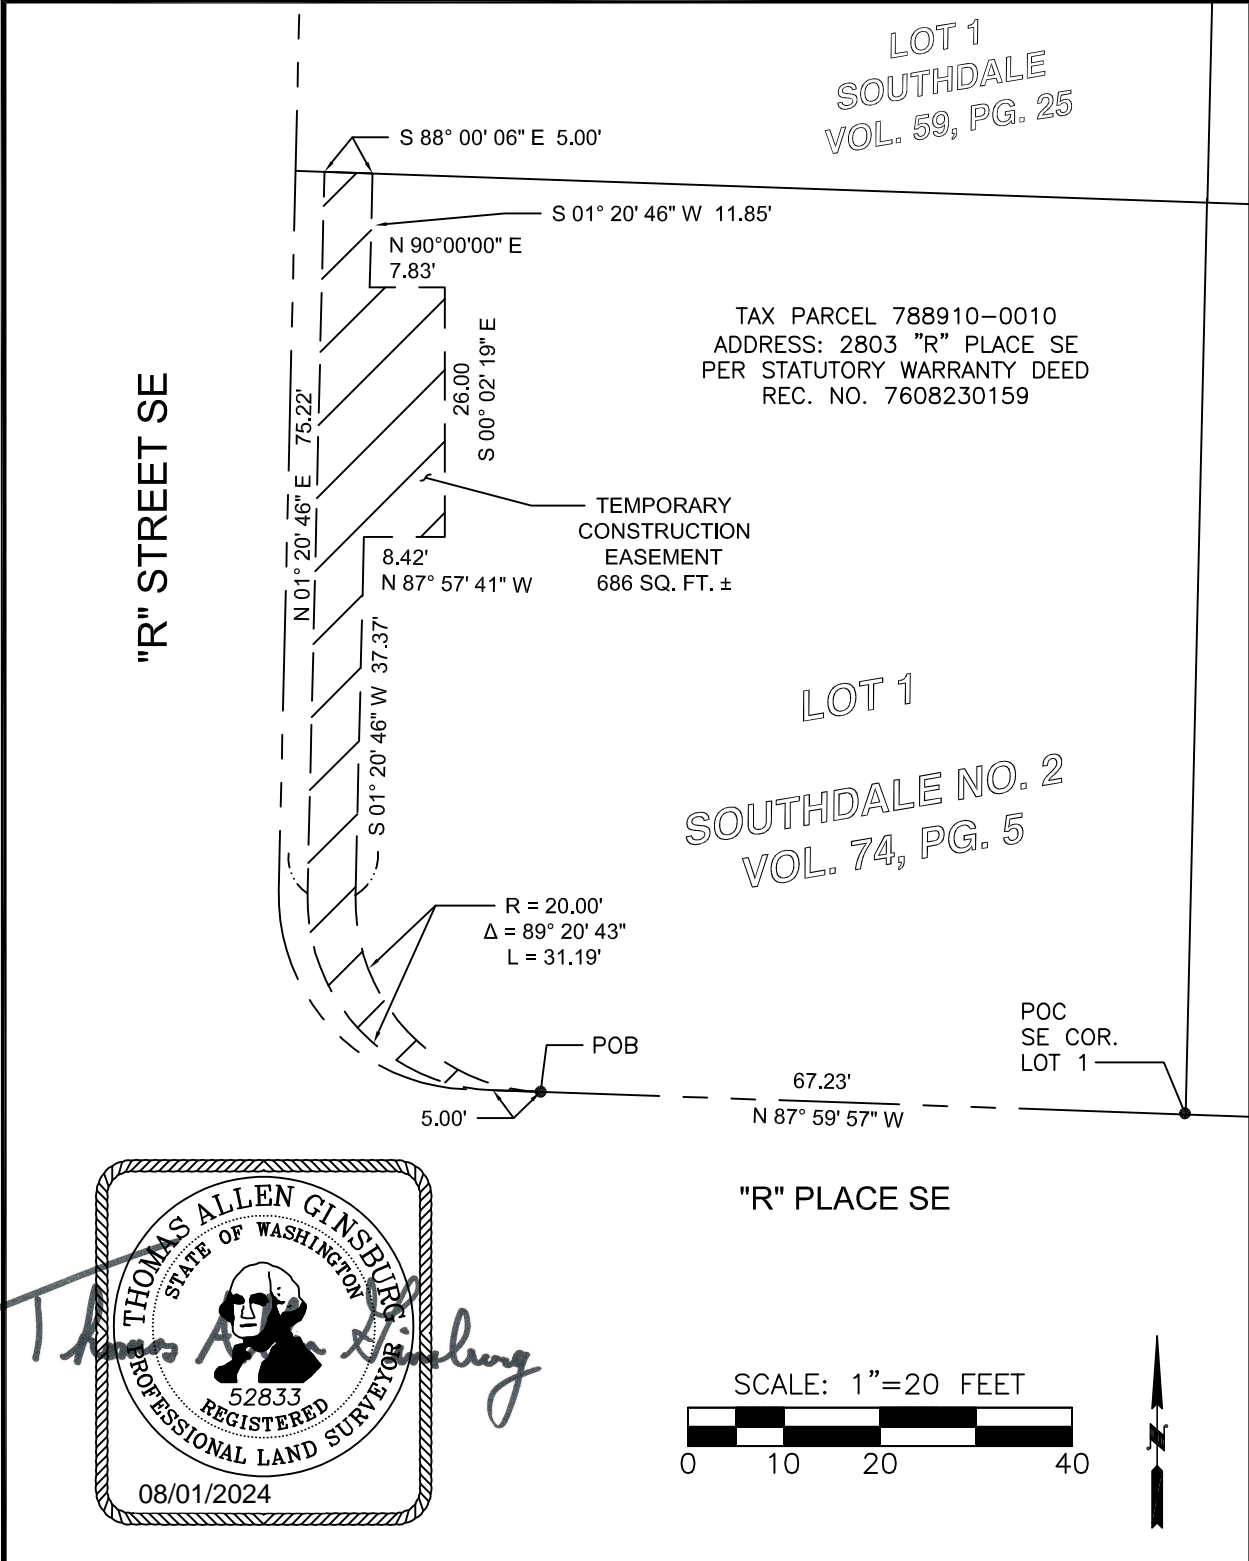 LOT 1
SOUTHDALE
VOL. 59, PG. 25
S 88° 00' 06" E 5.00'
S 01° 20' 46" W 11.85'
N 90°00'00" E
7.83'
TAX PARCEL 788910-0010
ADDRESS: 2803 "R" PLACE SE
PER STATUTORY WARRANTY DEED
REC. NO. 7608230159
26.00
S 00° 02' 19" E
"R" STREET SE
N 01° 20' 46" E 75.22'
TEMPORARY
CONSTRUCTION
EASEMENT
686 SQ. FT. ±
8.42'
N 87° 57' 41" W
S 01° 20' 46" W 37.37'
LOT 1
SOUTHDALE NO. 2
VOL. 74, PG. 5
R = 20.00'
Δ = 89° 20' 43"
L = 31.19'
POB
POC
SE COR.
LOT 1
67.23'
N 87° 59' 57" W
5.00'
"R" PLACE SE
THOMAS ALLEN GINSBURG
STATE OF WASHINGTON
Thomas Allen Ginsburg
52833
REGISTERED
PROFESSIONAL LAND SURVEYOR
08/01/2024
SCALE: 1"=20 FEET
0 10 20 40
N